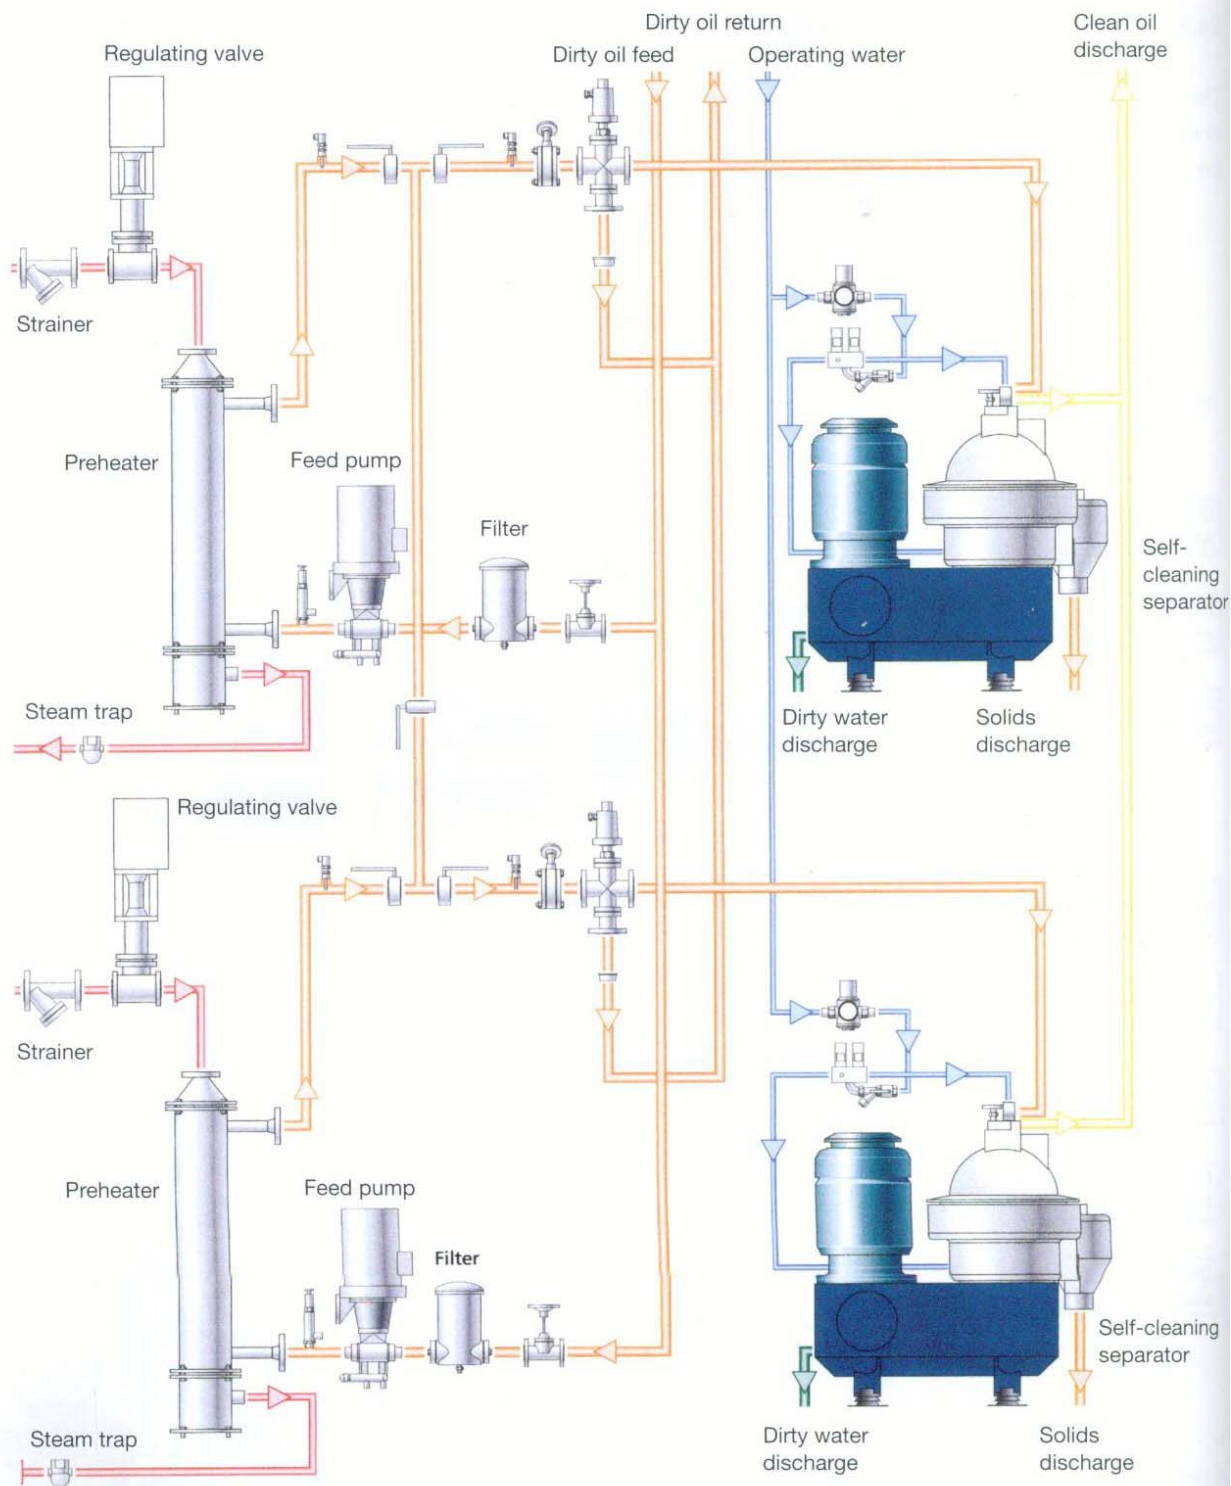 Dirty oil return
Clean oil
discharge
Regulating valve
Dirty oil feed
Operating water
Strainer
Preheater
Feed pump
Filter
Self-
cleaning
separator
Steam trap
Dirty water
discharge
Solids
discharge
Regulating valve
Strainer
Preheater
Feed pump
Filter
Self-cleaning
separator
Steam trap
Dirty water
discharge
Solids
discharge